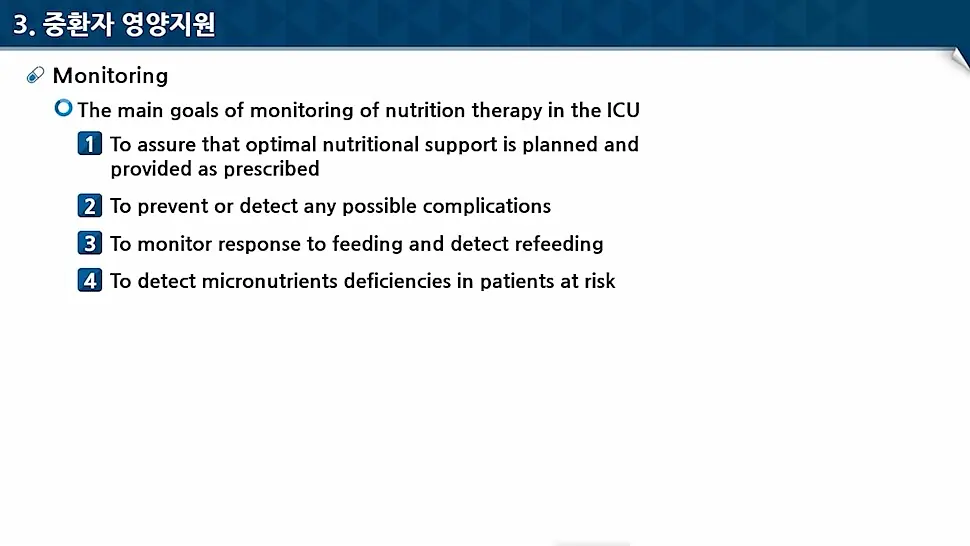 3. 중환자 영양지원
Monitoring
The main goals of monitoring of nutrition therapy in the ICU
1 To assure that optimal nutritional support is planned and
provided as prescribed
2 To prevent or detect any possible complications
3 To monitor response to feeding and detect refeeding
4 To detect micronutrients deficiencies in patients at risk